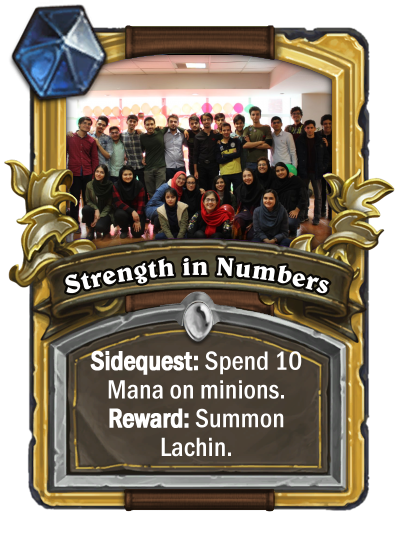 Strength in Numbers
Sidequest: Spend 10
Mana on minions.
Reward: Summon
Lachin.